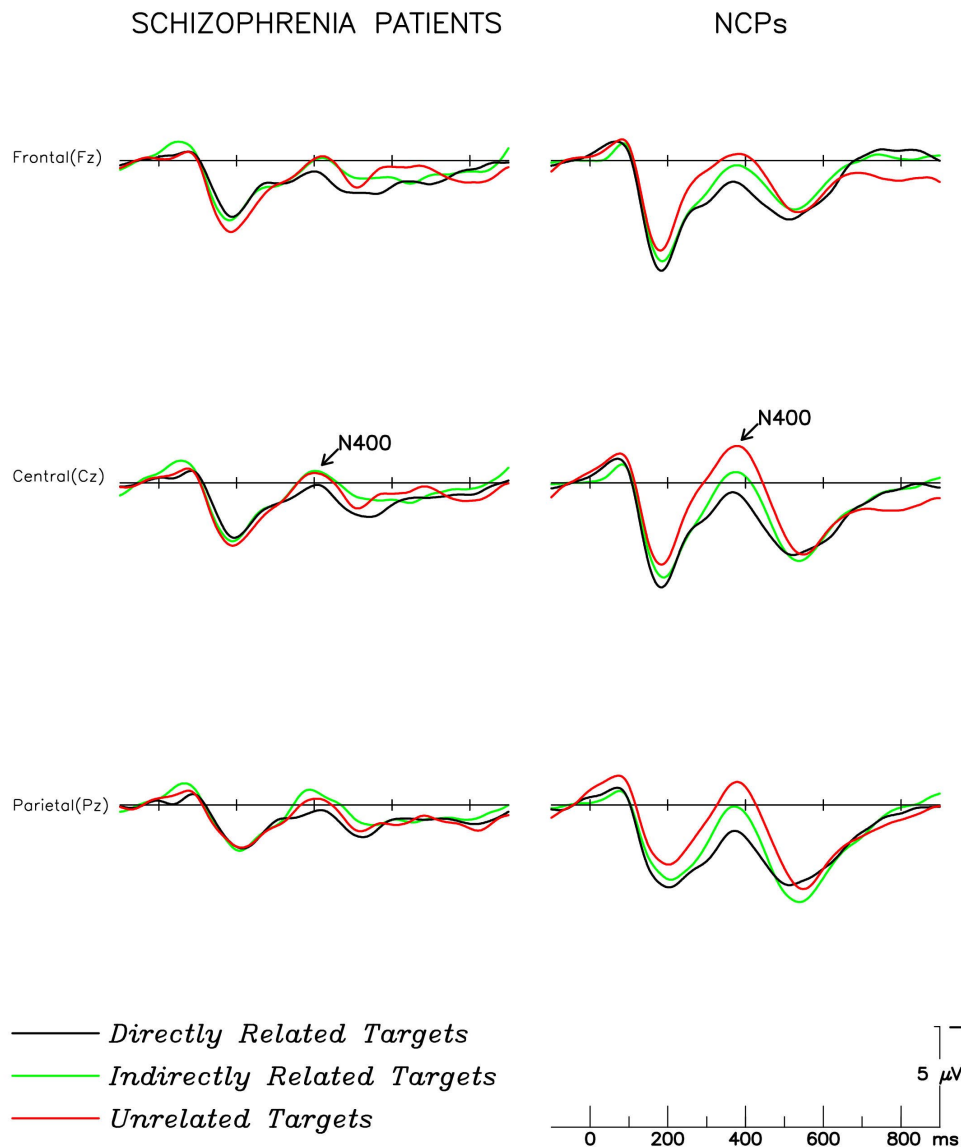 SCHIZOPHRENIA PATIENTS NCPs
Frontal(Fz)
N400
N400
Central(Cz)
Parietal(Pz)
Directly Related Targets
Indirectly Related Targets
5 μV
Unrelated Targets
0 200 400 600 800 ms